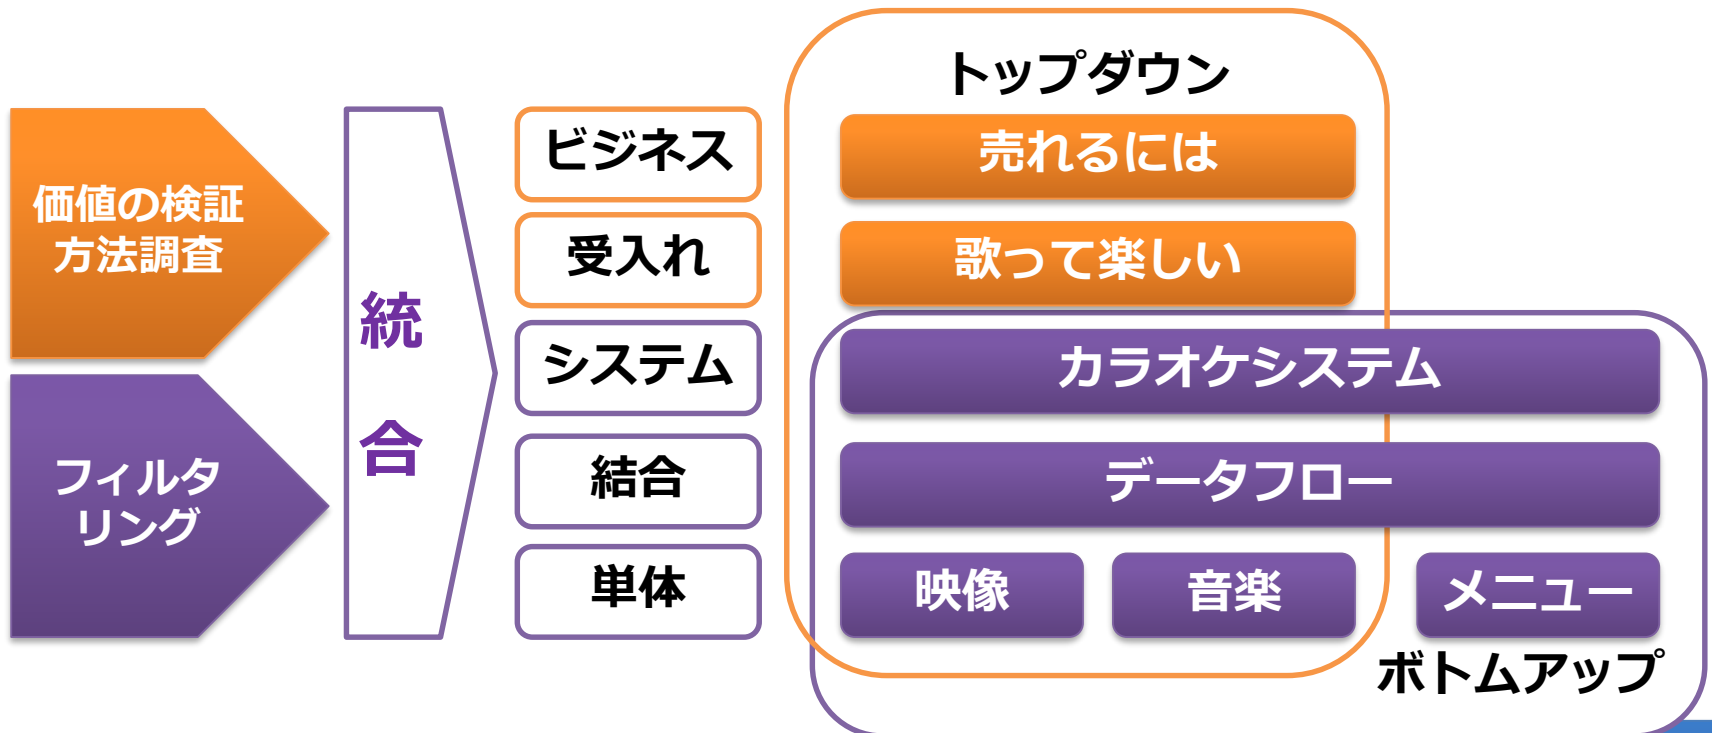 トップダウン
価値の検証
方法調査
フィルタ
リング
統
合
ビジネス
売れるには
受入れ
歌って楽しい
システム
カラオケシステム
結合
データフロー
単体
映像
音楽
メニュー
ボトムアップ